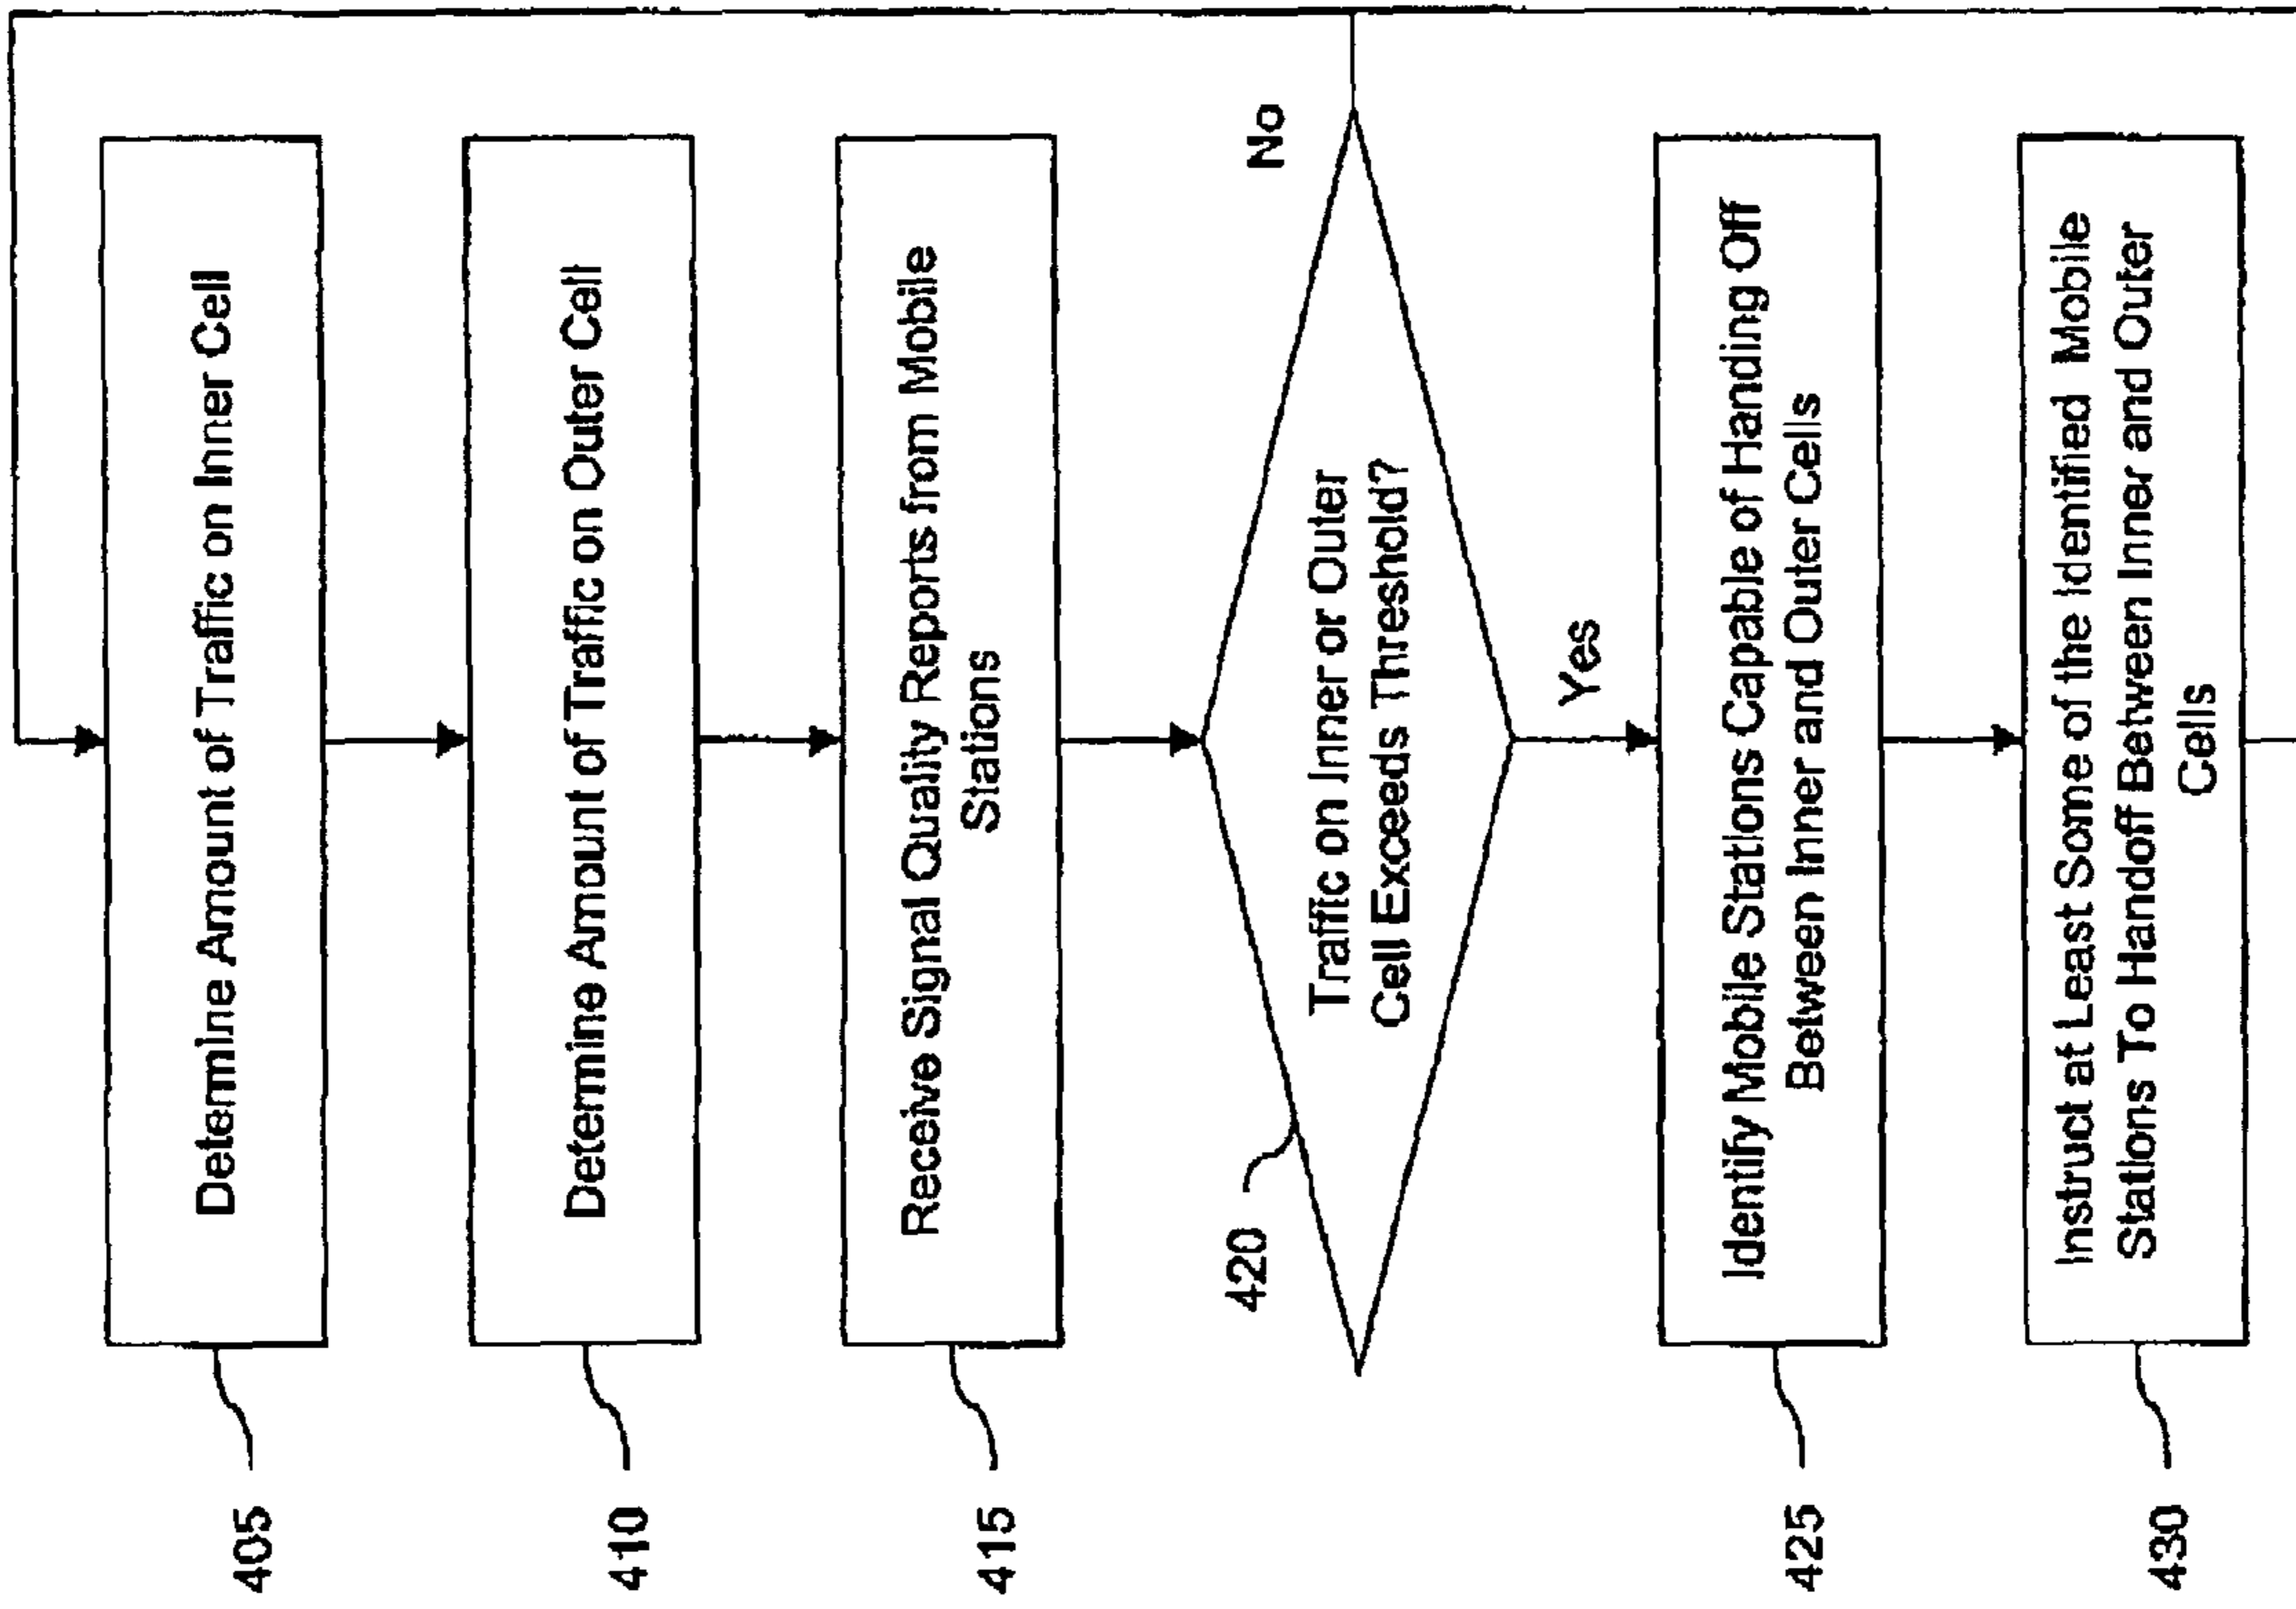 405
Determine Amount of Traffic on Inner Cell
410
Determine Amount of Traffic on Outer Cell
415
Receive Signal Quality Reports from Mobile
Stations
420
Traffic on Inner or Outer
Cell Exceeds Threshold?
No
Yes
425
Identify Mobile Stations Capable of Handing Off
Between Inner and Outer Cells
430
Instruct at Least Some of the Identified Mobile
Stations To Handoff Between Inner and Outer
Cells